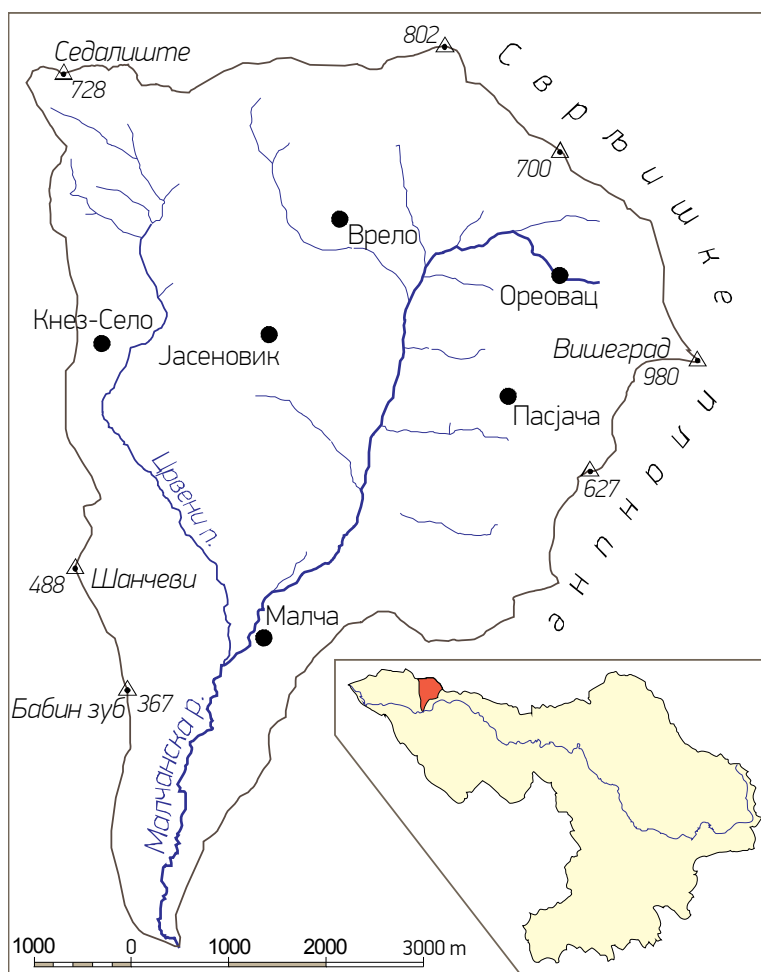 Седалиште
728
802
Сврљишке
700
Врело
Ореовац
Кнез-Село
Јасеновик
Вишеград
980
Пасјача
планине
627
Црвени п.
488
Шанчеви
Малча
Бабин зуб
367
Малчанска р.
1000 0 1000 2000 3000 m